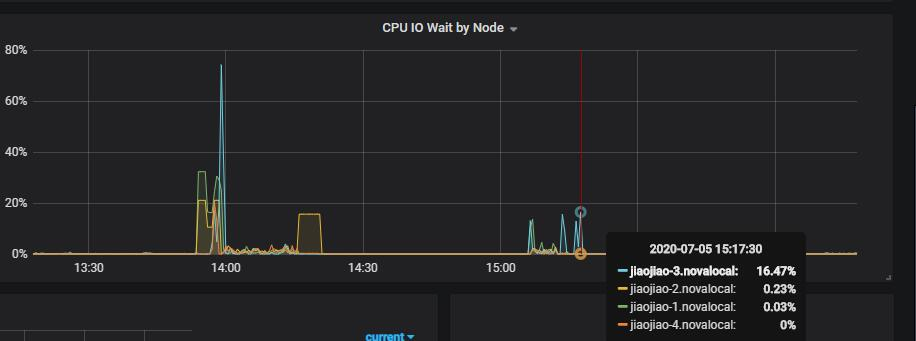 CPU IO Wait by Node
80%
60%
40%
20%
0%
13:30
14:00
14:30
15:00
2020-07-05 15:17:30
jiaojiao-3.novalocal: 16.47%
jiaojiao-2.novalocal: 0.23%
jiaojiao-1.novalocal: 0.03%
jiaojiao-4.novalocal: 0%
current